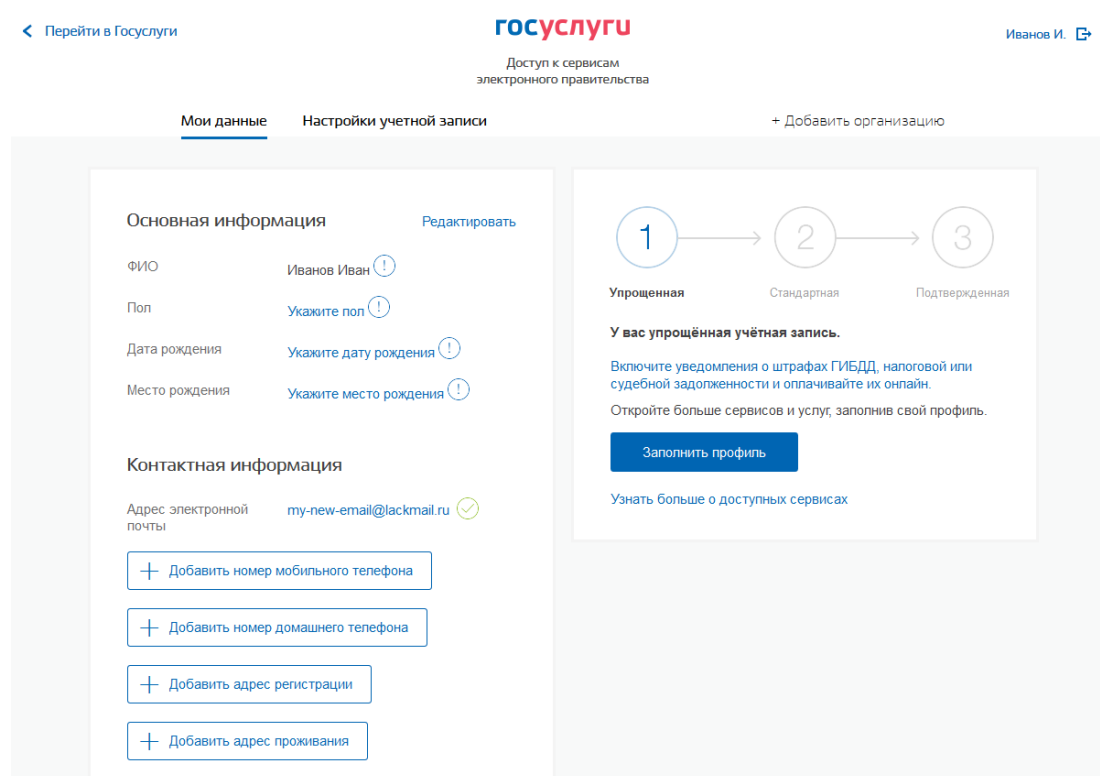 Перейти в Госуслуги
госуслуги
Иванов И.
Доступ к сервисам
электронного правительства
Мои данные
Настройки учетной записи
+ Добавить организацию
Основная информация
Редактировать
ФИО
Иванов Иван !
Пол
Укажите пол !
Дата рождения
Укажите дату рождения !
Место рождения
Укажите место рождения !
Контактная информация
Адрес электронной
почты
my-new-email@lackmail.ru
Добавить номер мобильного телефона
Добавить номер домашнего телефона
Добавить адрес регистрации
Добавить адрес проживания
1
2
3
Упрощенная
Стандартная
Подтвержденная
У вас упрощённая учётная запись.
Включите уведомления о штрафах ГИБДД, налоговой или
судебной задолженности и оплачивайте их онлайн.
Откройте больше сервисов и услуг, заполнив свой профиль.
Заполнить профиль
Узнать больше о доступных сервисах